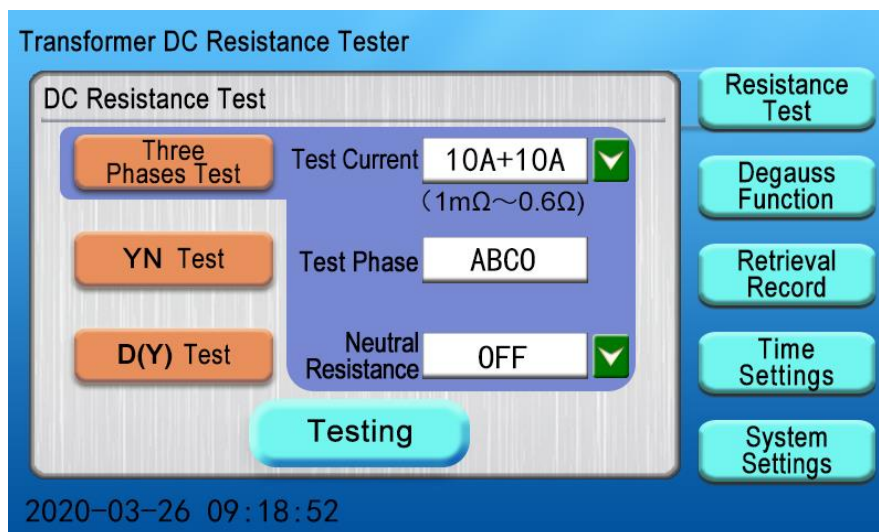 Transformer DC Resistance Tester
DC Resistance Test
Three
Phases Test
Test Current
10A+10A
(1mΩ~0.6Ω)
YN Test
Test Phase
ABCO
D(Y) Test
Neutral
Resistance
OFF
Testing
Resistance
Test
Degauss
Function
Retrieval
Record
Time
Settings
System
Settings
2020-03-26 09:18:52